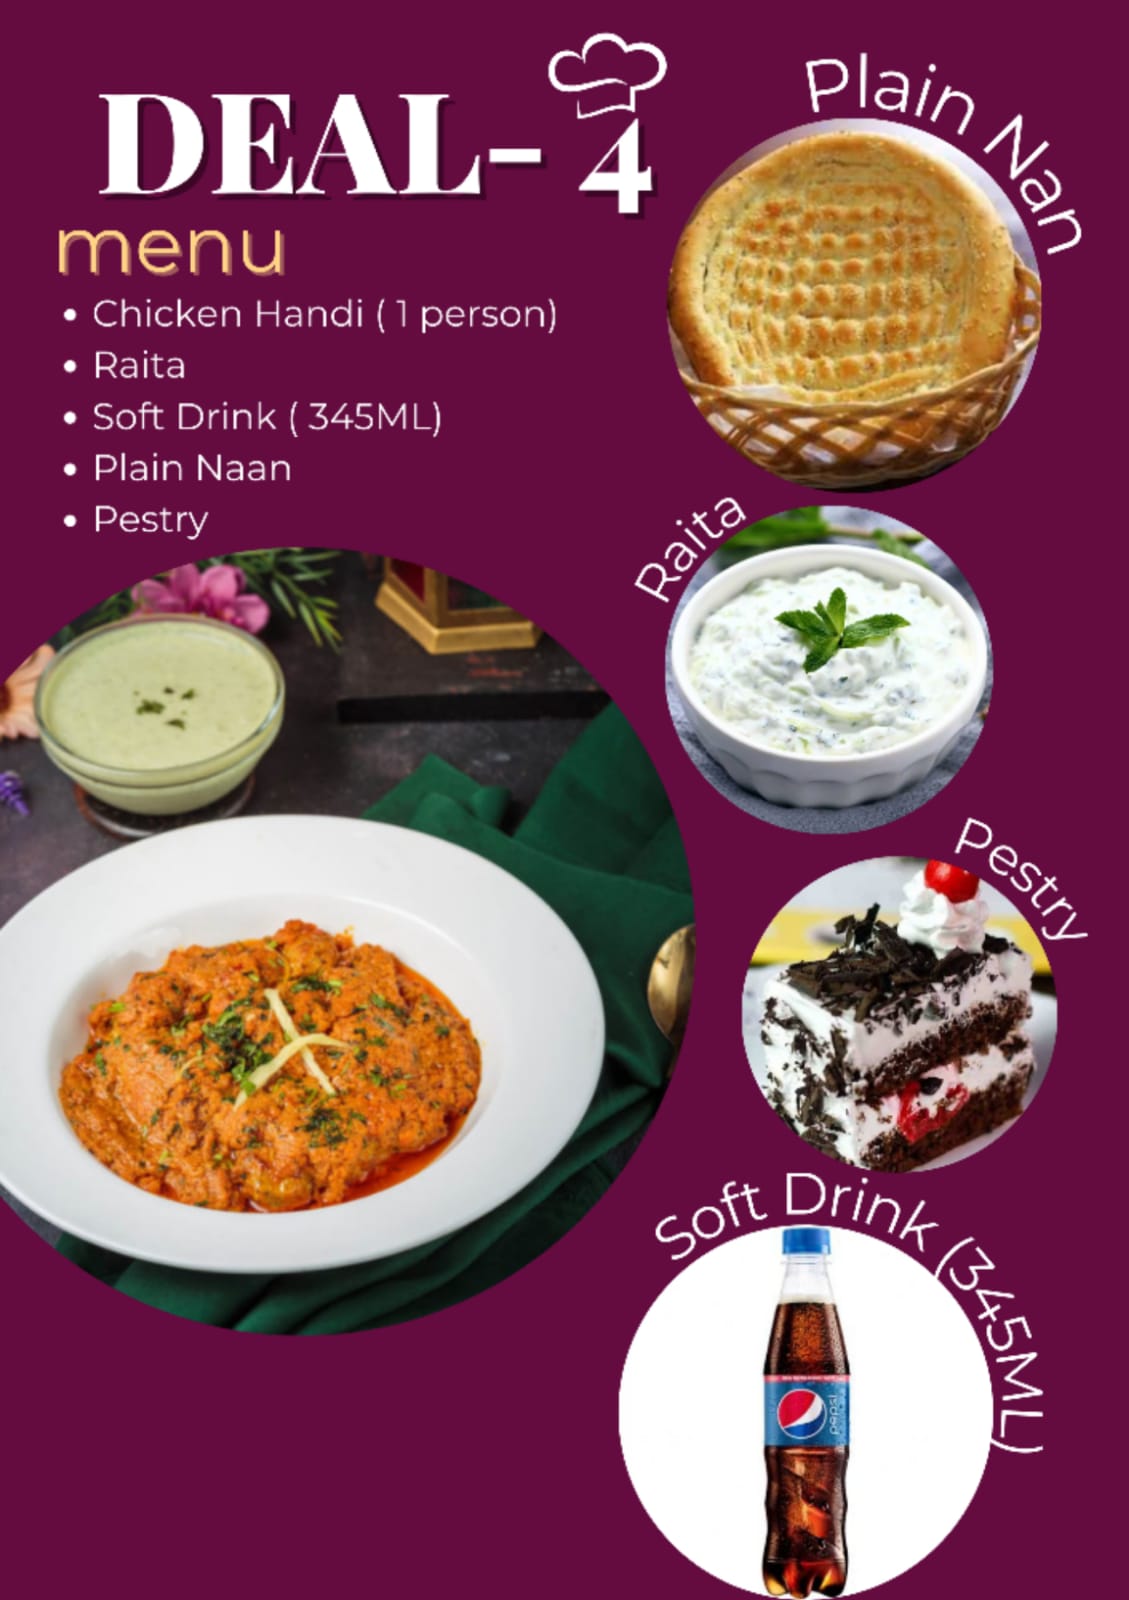 DEAL- 4
menu
• Chicken Handi ( 1 person)
• Raita
• Soft Drink ( 345ML)
• Plain Naan
• Pestry
Plain Nan
Raita
Pestry
Soft Drink (345ML)
pepsi